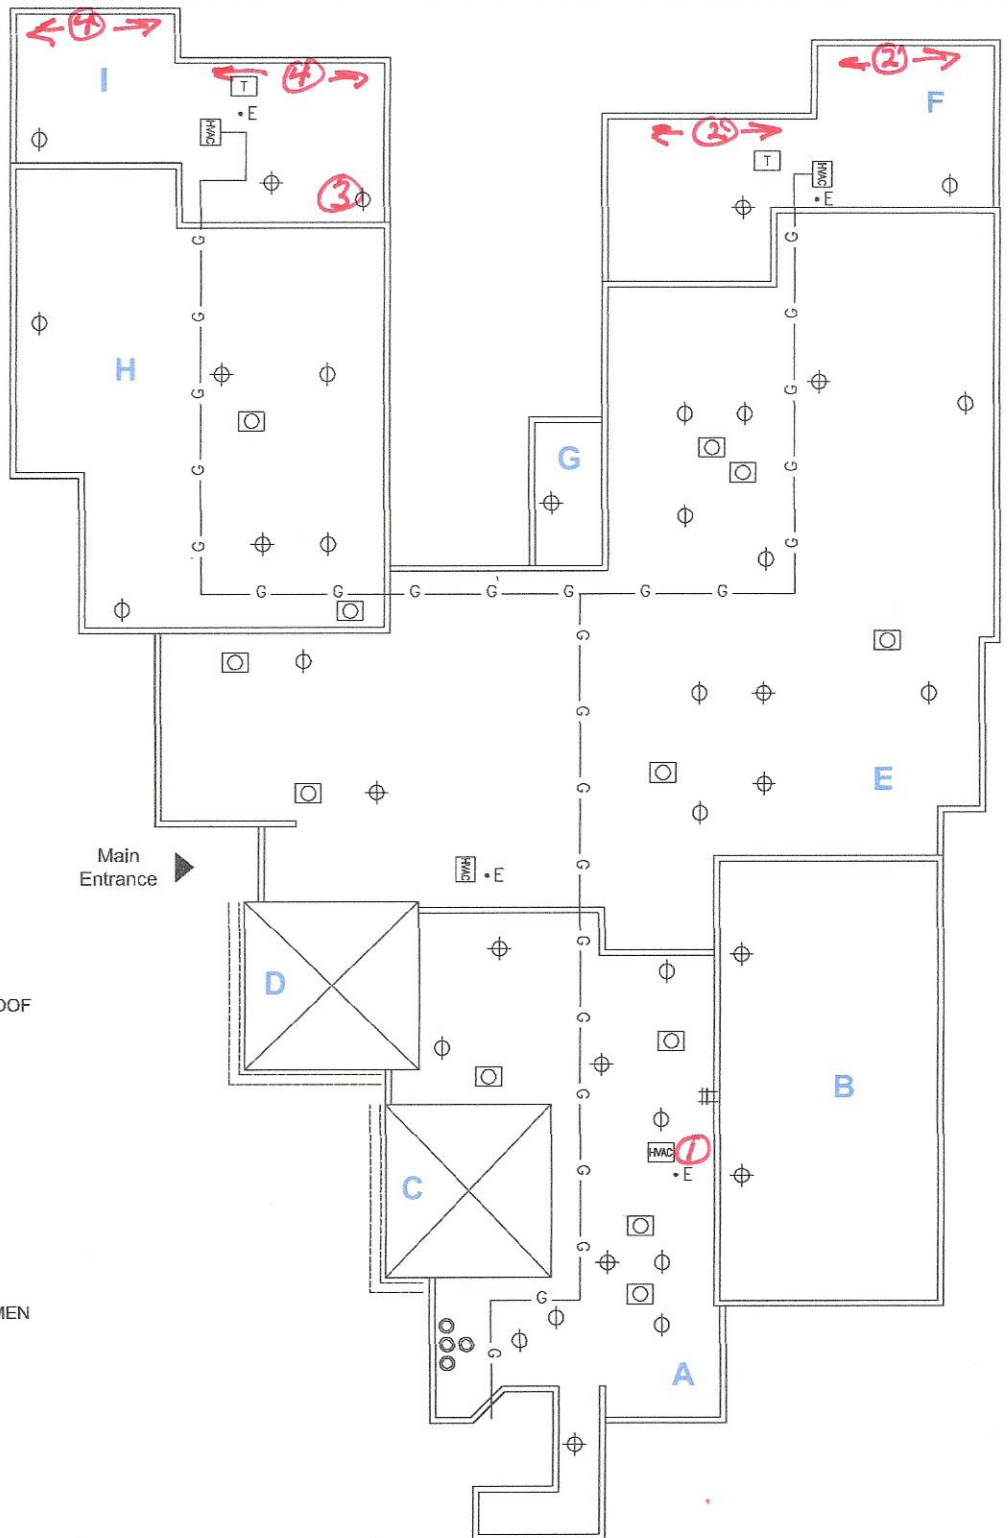 ④ ②
I F
④ ②
T
• E
HVAC
T
HVAC
③ • E
G G
G G
H
G G
G
G G
G G
G G G G G G G
G
G
G
E
Main
Entrance
HVAC • E
G
G
D
OOF
G
G
B
C
HVAC ①
G • E
G
G
MEN
G
A